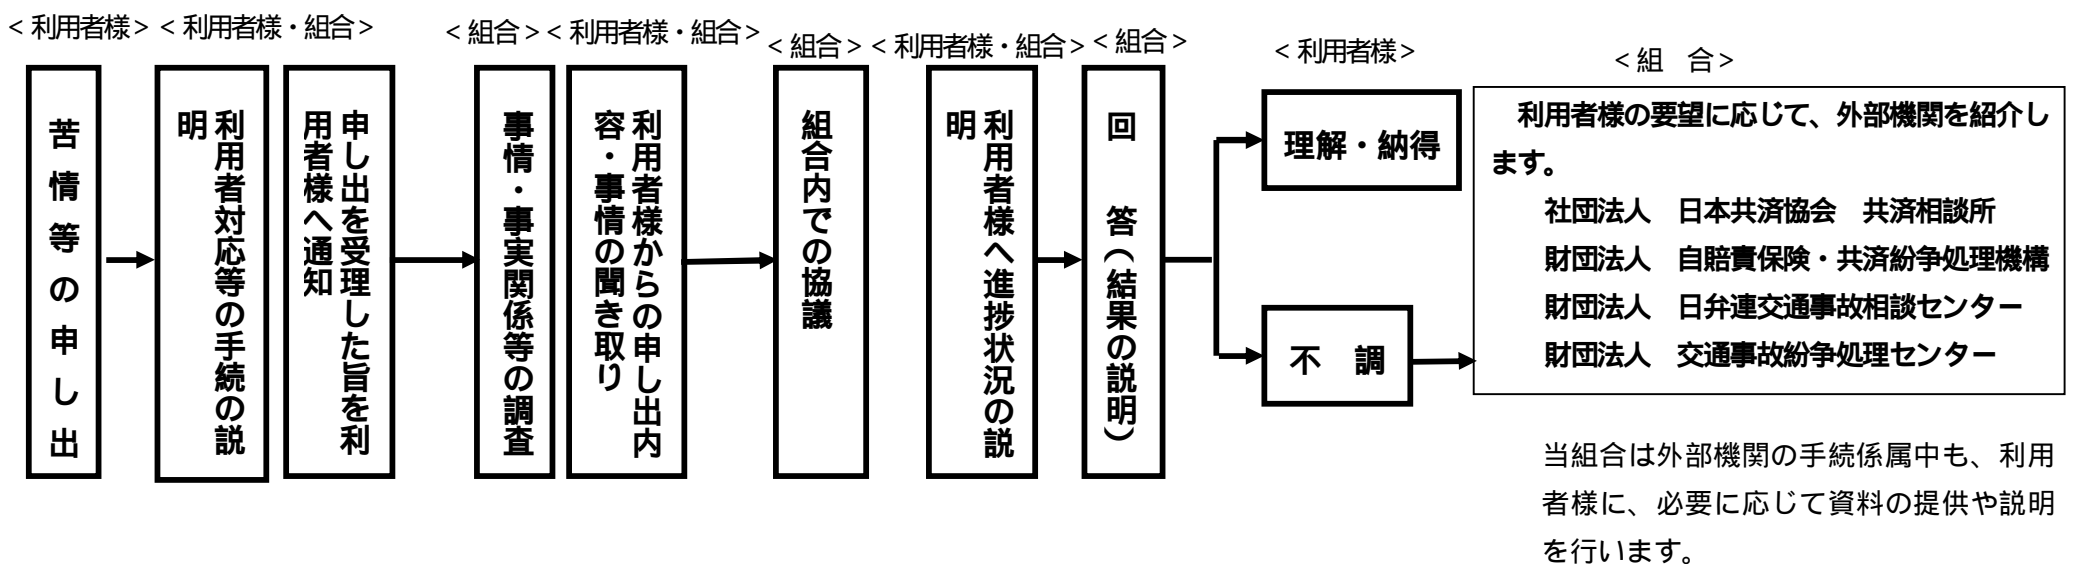 <利用者様>
<利用者様・組合>
<組合>
<利用者様・組合>
<組合>
<利用者様・組合>
<組合>
<利用者様>
<組　合>
苦情等の申し出
利用者対応等の手続の説
明
申し出を受理した旨を利
用者様へ通知
事情・事実関係等の調査
利用者様からの申し出内
容・事情の聞き取り
組合内での協議
利用者様へ進捗状況の説
明
回　答（結果の説明）
理解・納得
不　調
利用者様の要望に応じて、外部機関を紹介し
ます。
社団法人　日本共済協会　共済相談所
財団法人　自賠責保険・共済紛争処理機構
財団法人　日弁連交通事故相談センター
財団法人　交通事故紛争処理センター
当組合は外部機関の手続係属中も、利用
者様に、必要に応じて資料の提供や説明
を行います。